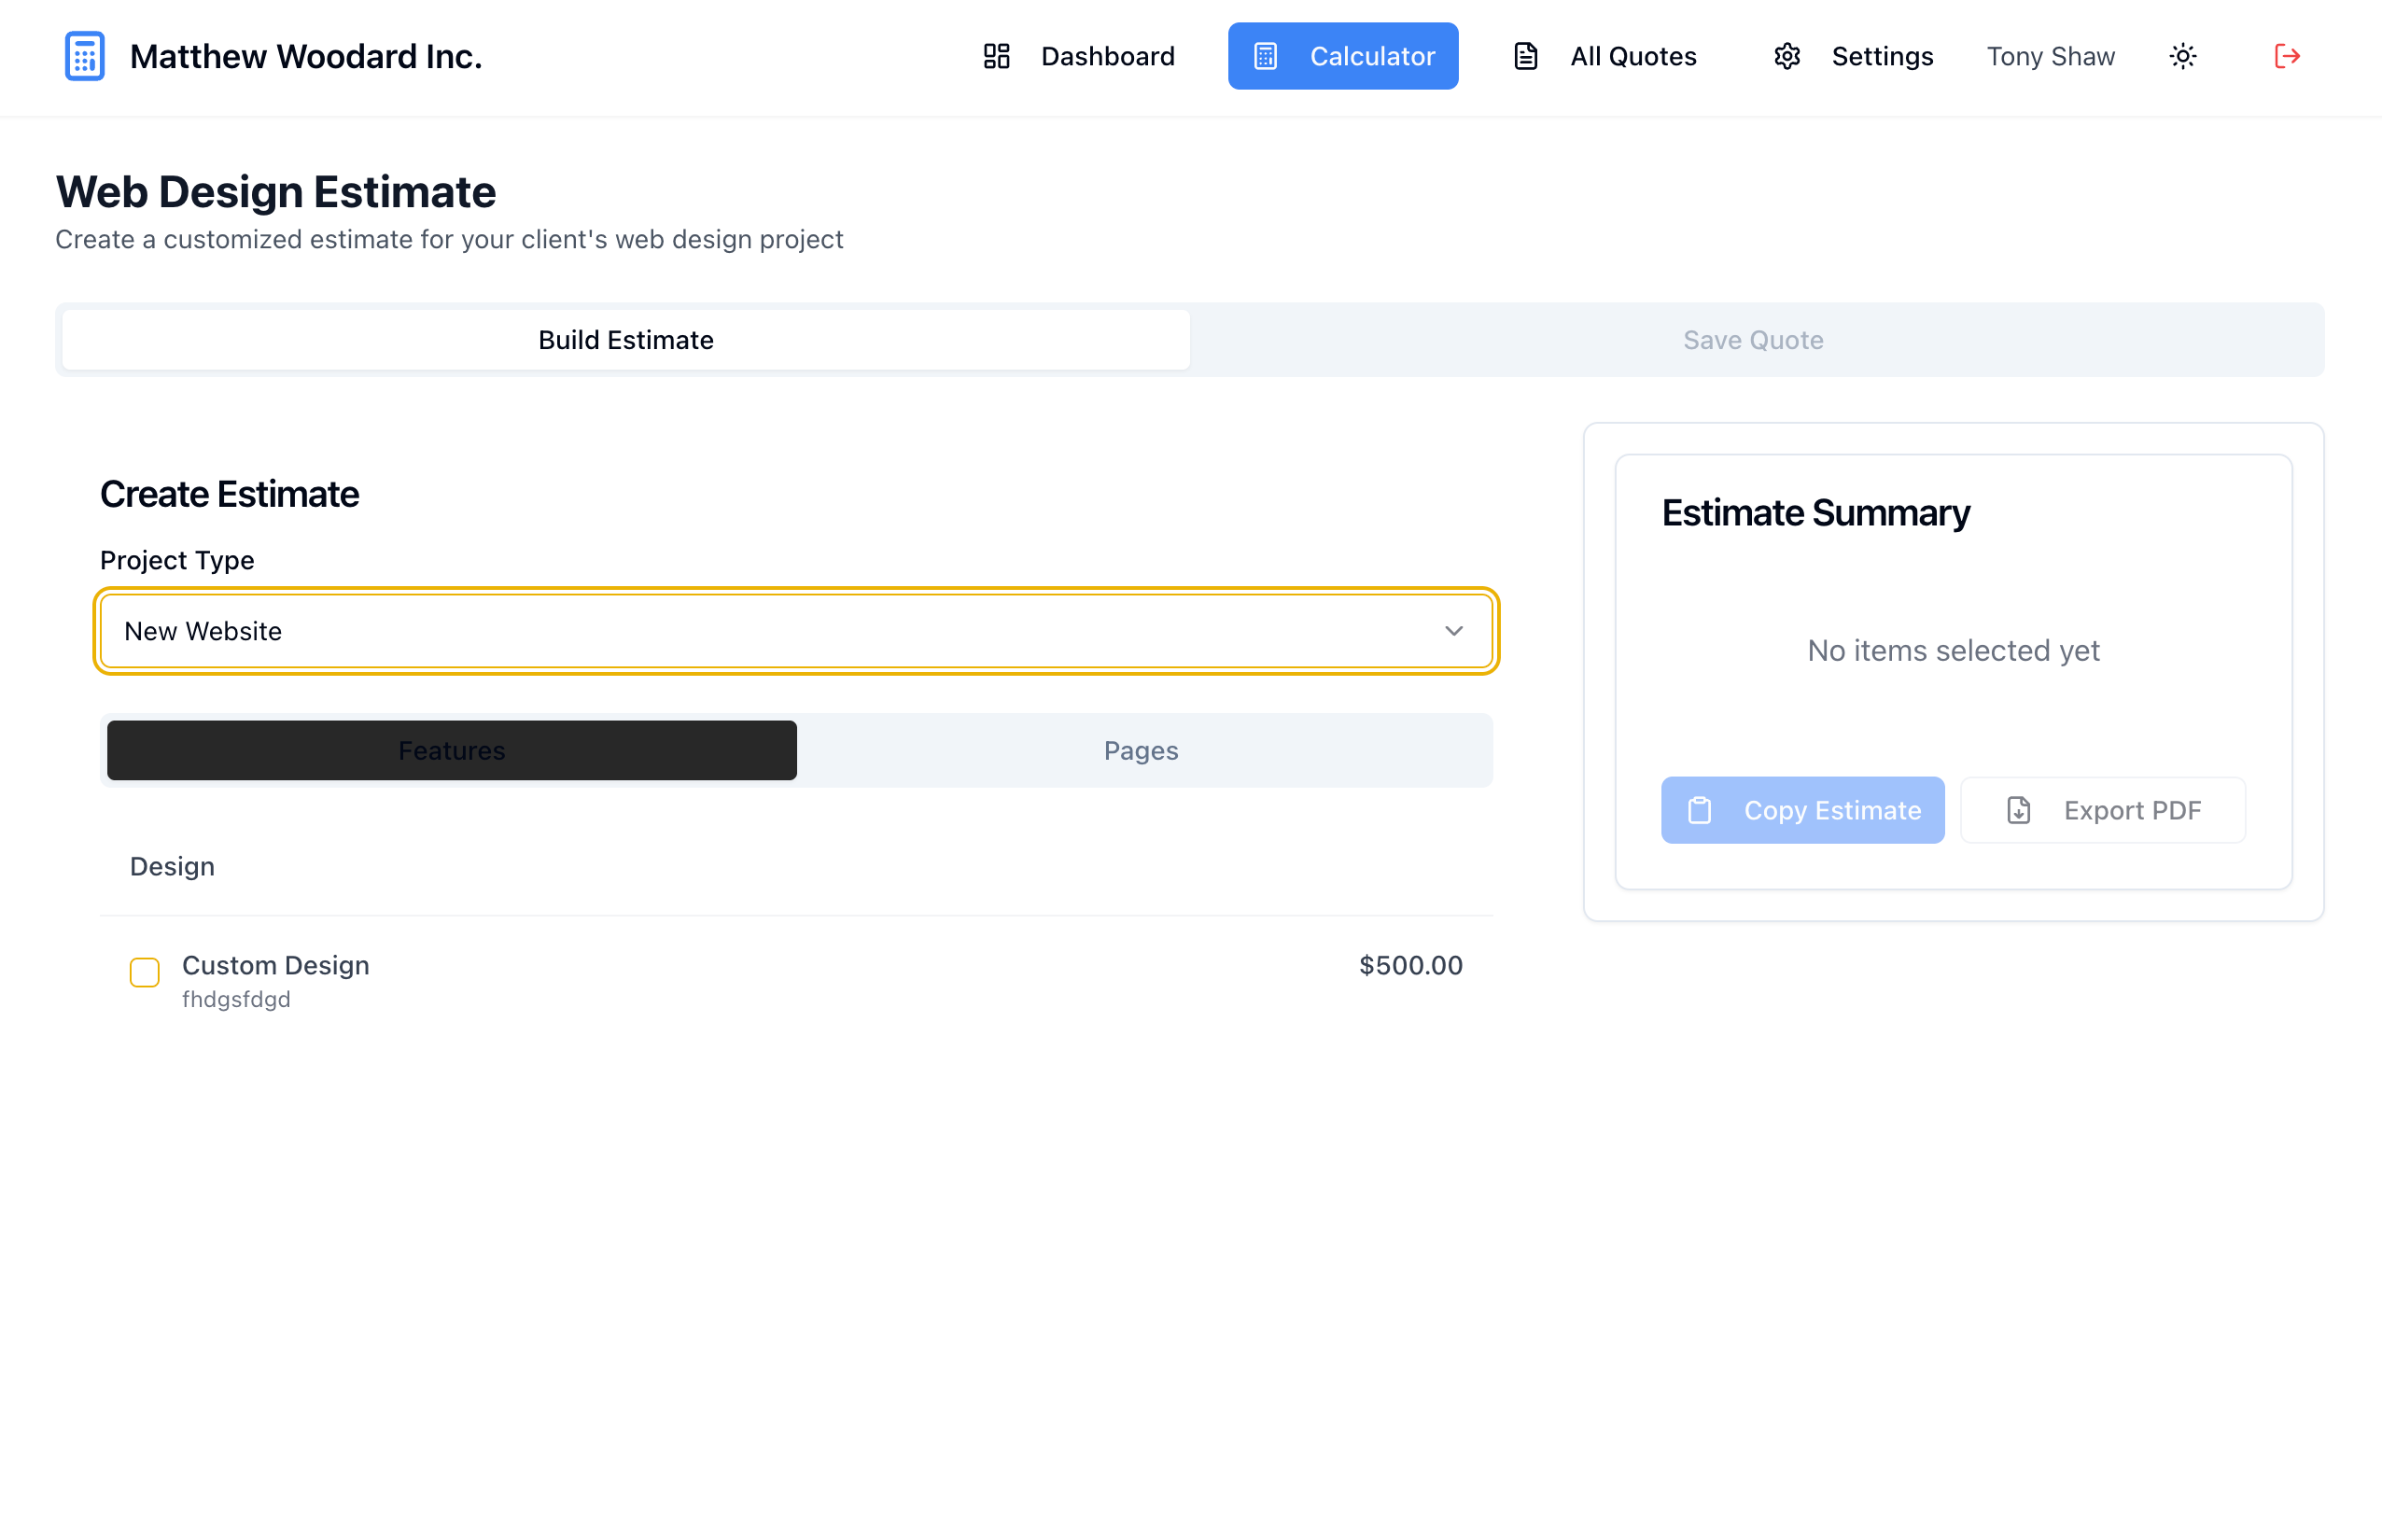 Matthew Woodard Inc.
Dashboard
Calculator
All Quotes
Settings
Tony Shaw
Web Design Estimate
Create a customized estimate for your client's web design project
Build Estimate
Save Quote
Create Estimate
Project Type
New Website
Features
Pages
Design
Custom Design
$500.00
fhdgsfdgd
Estimate Summary
No items selected yet
Copy Estimate
Export PDF